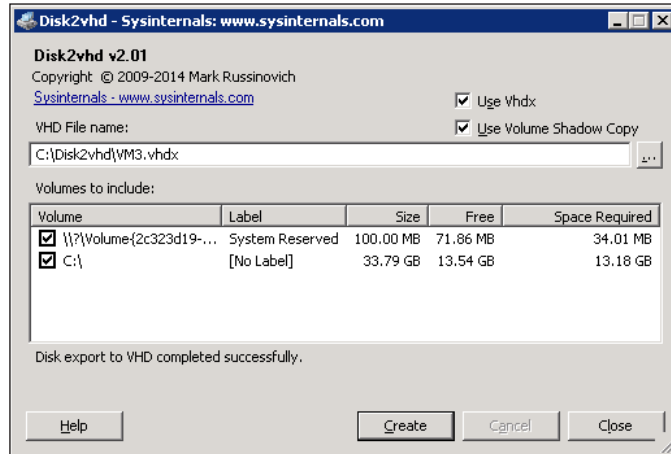 Disk2vhd - Sysinternals: www.sysinternals.com
Disk2vhd v2.01
Copyright © 2009-2014 Mark Russinovich
Sysinternals - www.sysinternals.com
Use Vhdx
VHD File name:
Use Volume Shadow Copy
C:\Disk2vhd\VM3.vhdx
...
Volumes to include:
Volume Label Size Free Space Required
\\?\Volume{2c323d19-... System Reserved 100.00 MB 71.86 MB 34.01 MB
C:\ [No Label] 33.79 GB 13.54 GB 13.18 GB
Disk export to VHD completed successfully.
Help Create Cancel Close